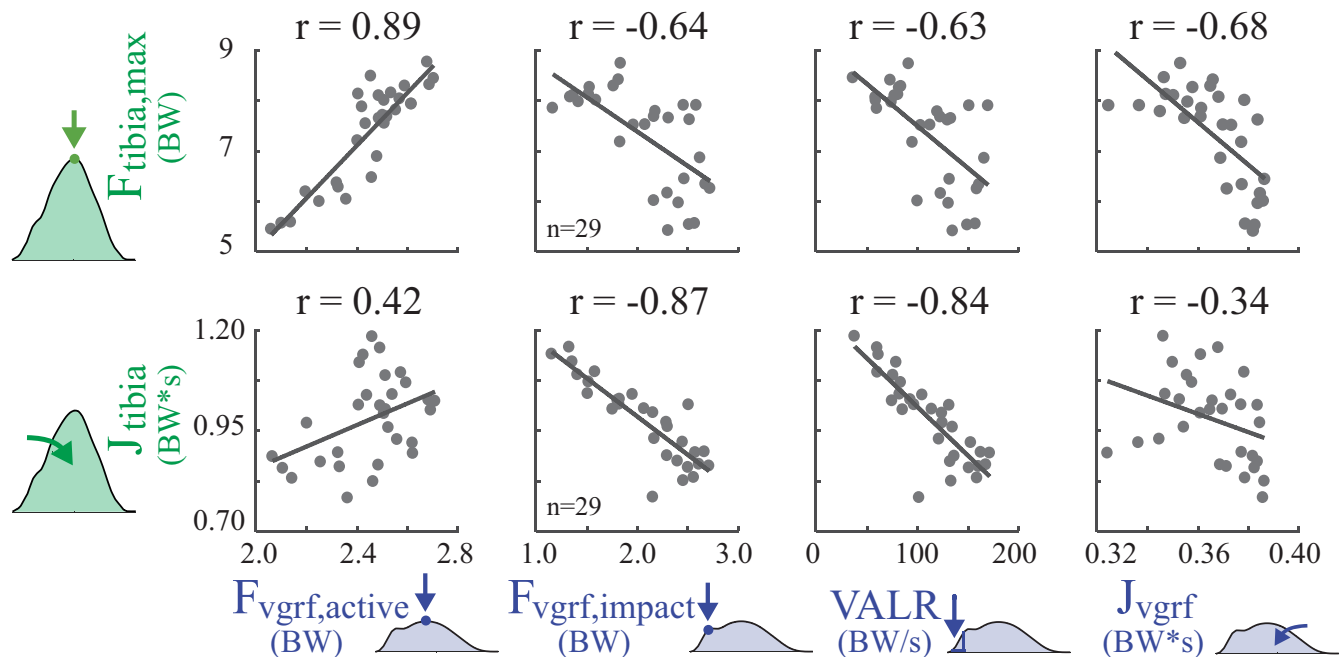 r = 0.89
r = -0.64
r = -0.63
r = -0.68
F tibia,max
(BW)
9
7
5
n=29
r = 0.42
r = -0.87
r = -0.84
r = -0.34
J tibia
(BW*s)
1.20
0.95
0.70
n=29
2.0 2.4 2.8
1.0 2.0 3.0
0 100 200
0.32 0.36 0.40
F vgrf,active
(BW)
F vgrf,impact
(BW)
VALR
(BW/s)
J vgrf
(BW*s)